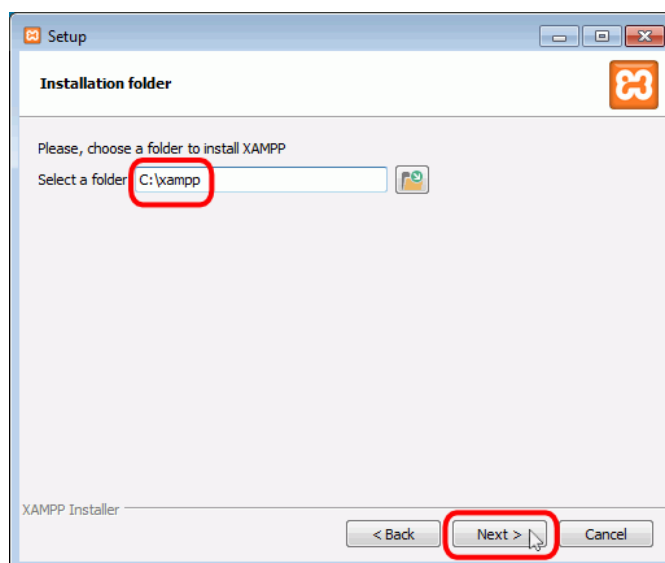 Setup
Installation folder
Please, choose a folder to install XAMPP
Select a folder C:\xampp
XAMPP Installer
< Back Next > Cancel